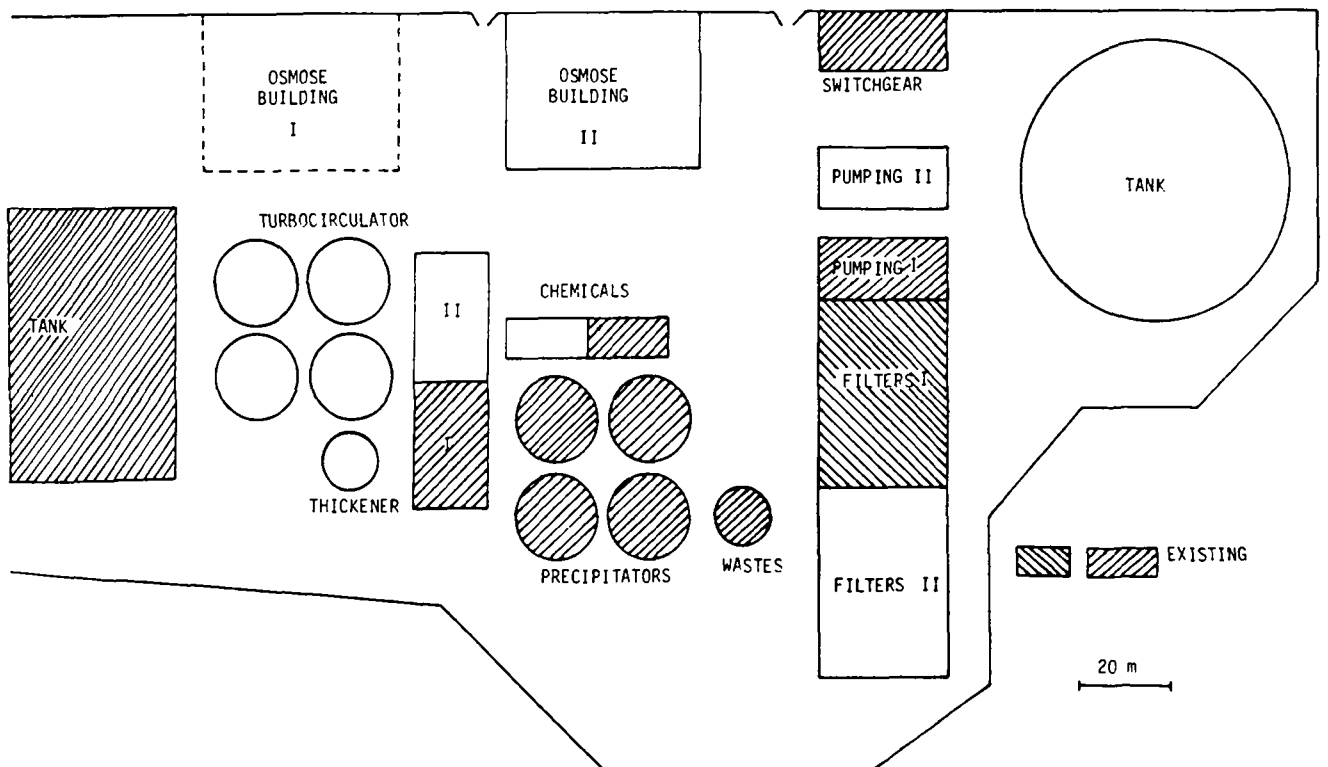 OSMOSE
BUILDING
I
OSMOSE
BUILDING
II
SWITCHGEAR
PUMPING II
TANK
TURBOCIRCULATOR
PUMPING I
CHEMICALS
II
TANK
FILTERS I
I
THICKENER
PRECIPITATORS
WASTES
EXISTING
FILTERS II
20 m